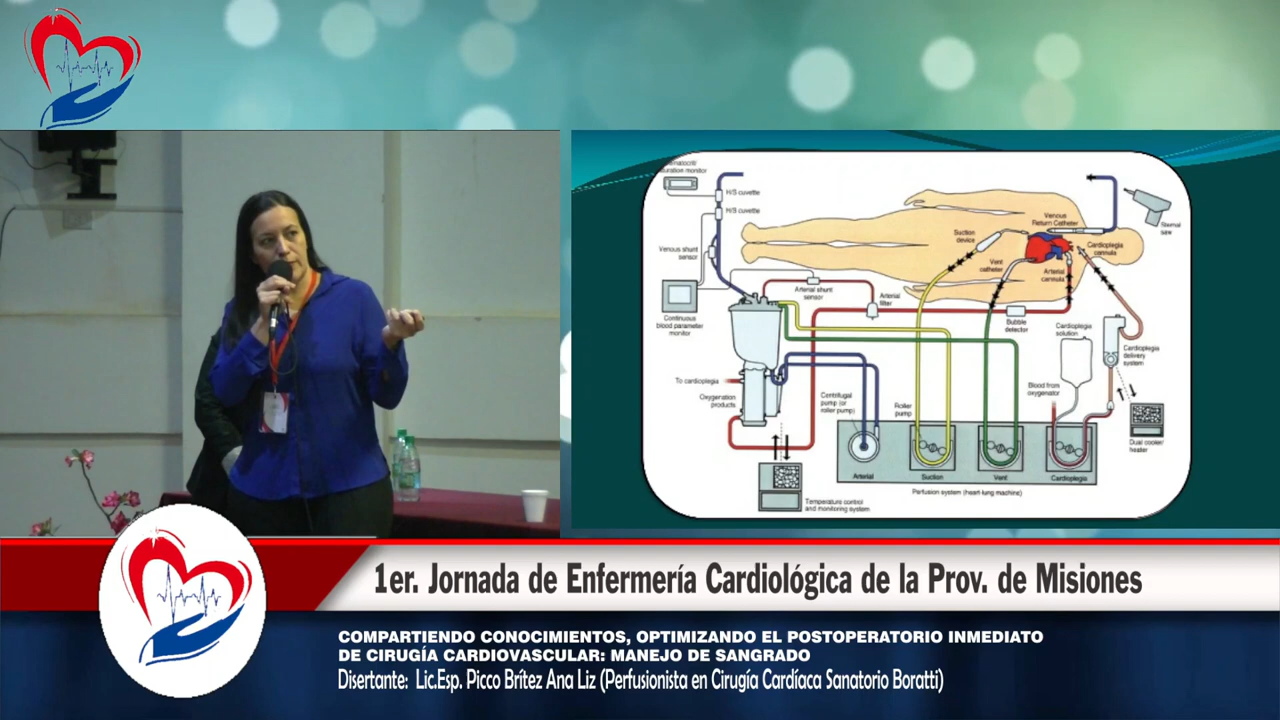 uration monitor
H/S cuvette
H/S cuvette
Venous shunt
sensor
Continuous
blood parameter
monitor
Arterial shunt
sensor
Arterial
filter
Suction
device
Vent
catheter
Venous
Return Catheter
Arterial
cannula
Cardioplegia
cannula
Sternal
saw
Bubble
detector
Cardioplegia
solution
Cardioplegia
delivery
system
To cardioplegia
Oxygenation
products
Centrifugal
pump (or
roller pump)
Roller
pump
Blood from
oxygenator
Dual cooler/
heater
Arterial
Suction
Vent
Cardioplegia
Perfusion system (heart-lung machine)
Temperature control
and monitoring system
1er. Jornada de Enfermería Cardiológica de la Prov. de Misiones
COMPARTIENDO CONOCIMIENTOS, OPTIMIZANDO EL POSTOPERATORIO INMEDIATO
DE CIRUGÍA CARDIOVASCULAR: MANEJO DE SANGRADO
Disertante: Lic.Esp. Picco Brítez Ana Liz (Perfusionista en Cirugía Cardíaca Sanatorio Boratti)